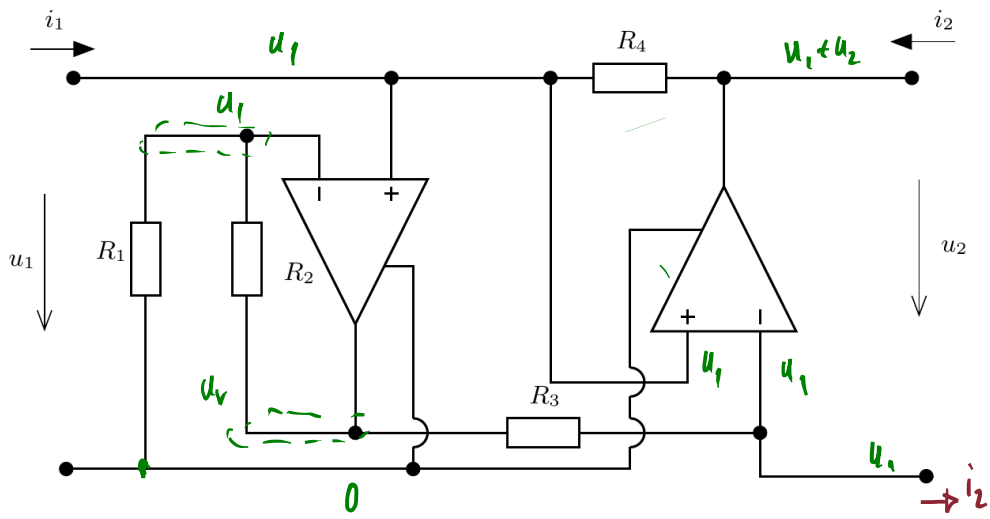 i₁
i₂
u₁
R₄
u₁ + u₂
u₁
−
+
R₁
R₂
u₁
u₂
+
−
u₁
u₁
R₃
uᵥ
u₁
0
i₂